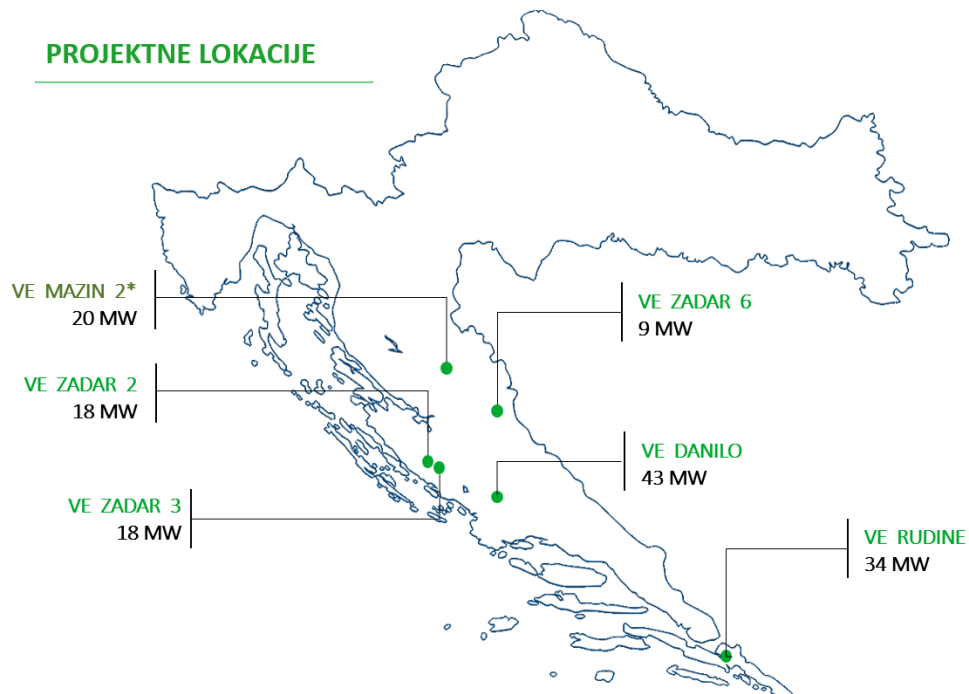 PROJEKTNE LOKACIJE
VE MAZIN 2*
20 MW
VE ZADAR 6
9 MW
VE ZADAR 2
18 MW
VE DANILO
43 MW
VE ZADAR 3
18 MW
VE RUDINE
34 MW